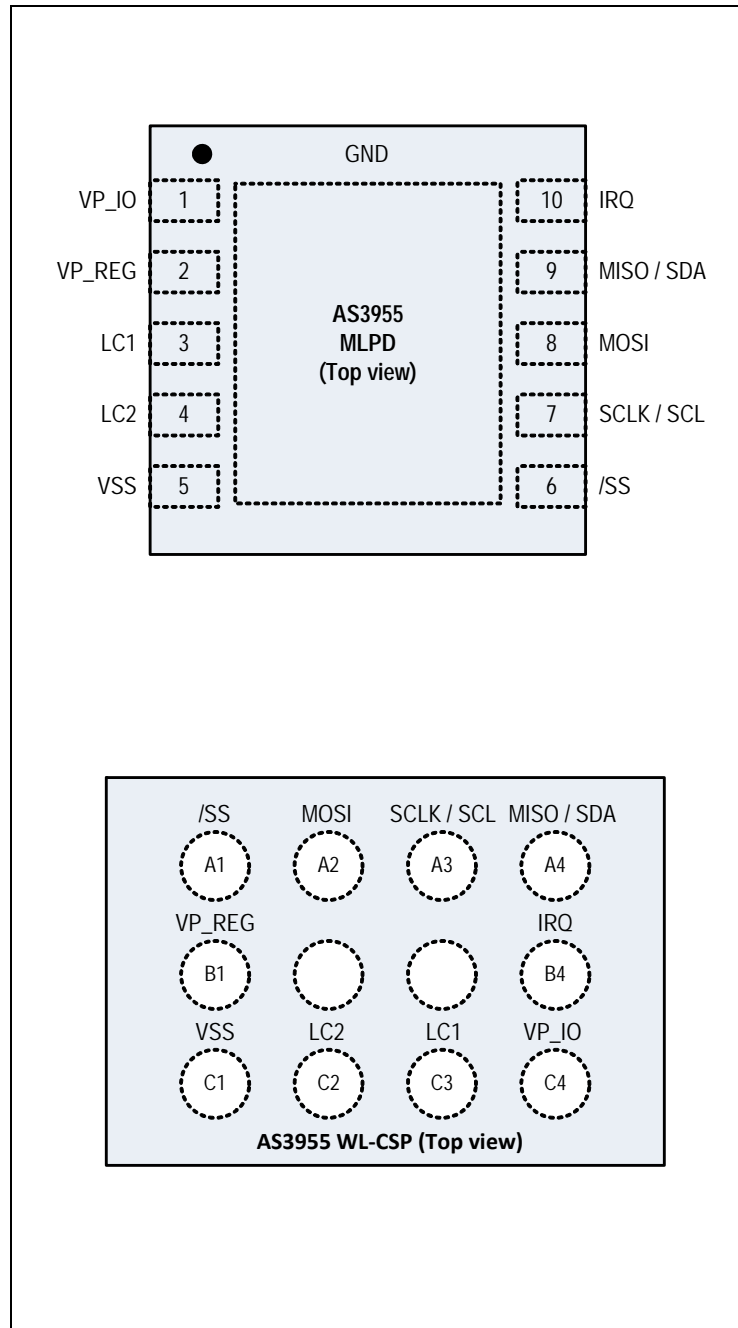 GND
VP_IO 1 10 IRQ
VP_REG 2 9 MISO / SDA
AS3955
LC1 3 MLPD 8 MOSI
(Top view)
LC2 4 7 SCLK / SCL
VSS 5 6 /SS
/SS MOSI SCLK / SCL MISO / SDA
A1 A2 A3 A4
VP_REG IRQ
B1 B4
VSS LC2 LC1 VP_IO
C1 C2 C3 C4
AS3955 WL-CSP (Top view)